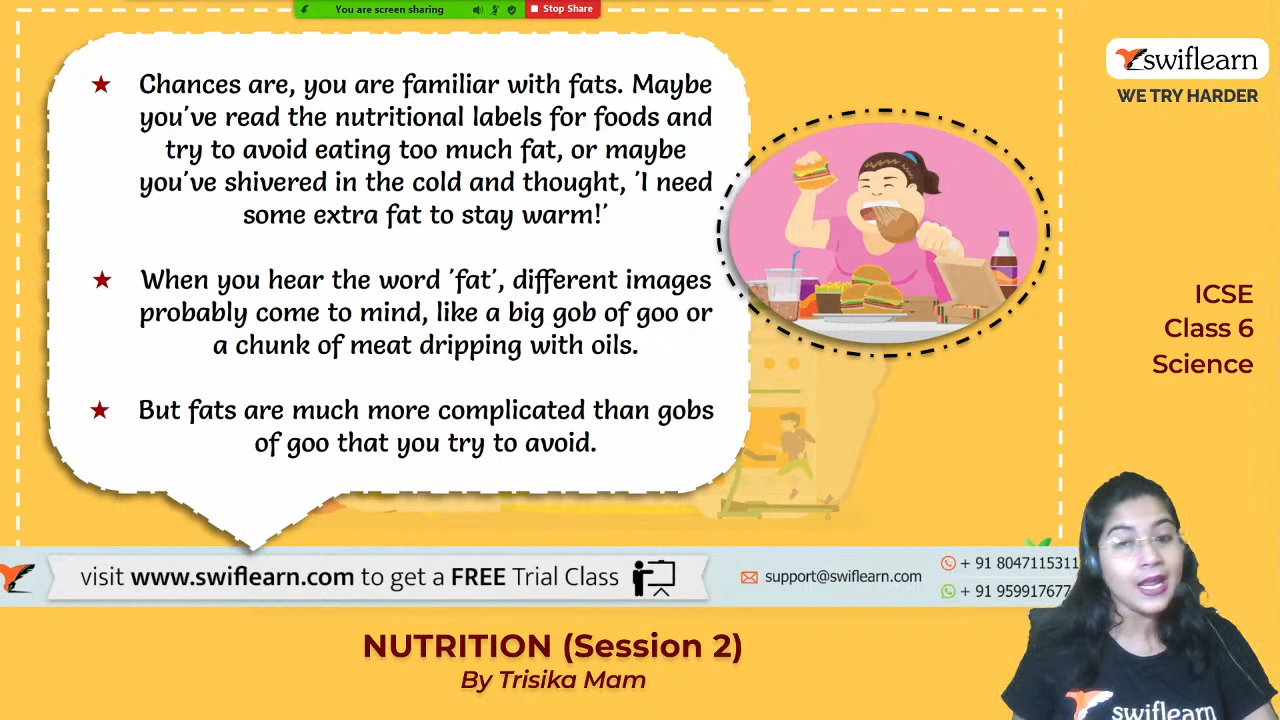 You are screen sharing
Stop Share
★ Chances are, you are familiar with fats. Maybe
you've read the nutritional labels for foods and
try to avoid eating too much fat, or maybe
you've shivered in the cold and thought, 'I need
some extra fat to stay warm!'
★ When you hear the word 'fat', different images
probably come to mind, like a big gob of goo or
a chunk of meat dripping with oils.
★ But fats are much more complicated than gobs
of goo that you try to avoid.
swiflearn
WE TRY HARDER
ICSE
Class 6
Science
visit www.swiflearn.com to get a FREE Trial Class
support@swiflearn.com
+ 91 8047115311
+ 91 959917677
NUTRITION (Session 2)
By Trisika Mam
swiflearn